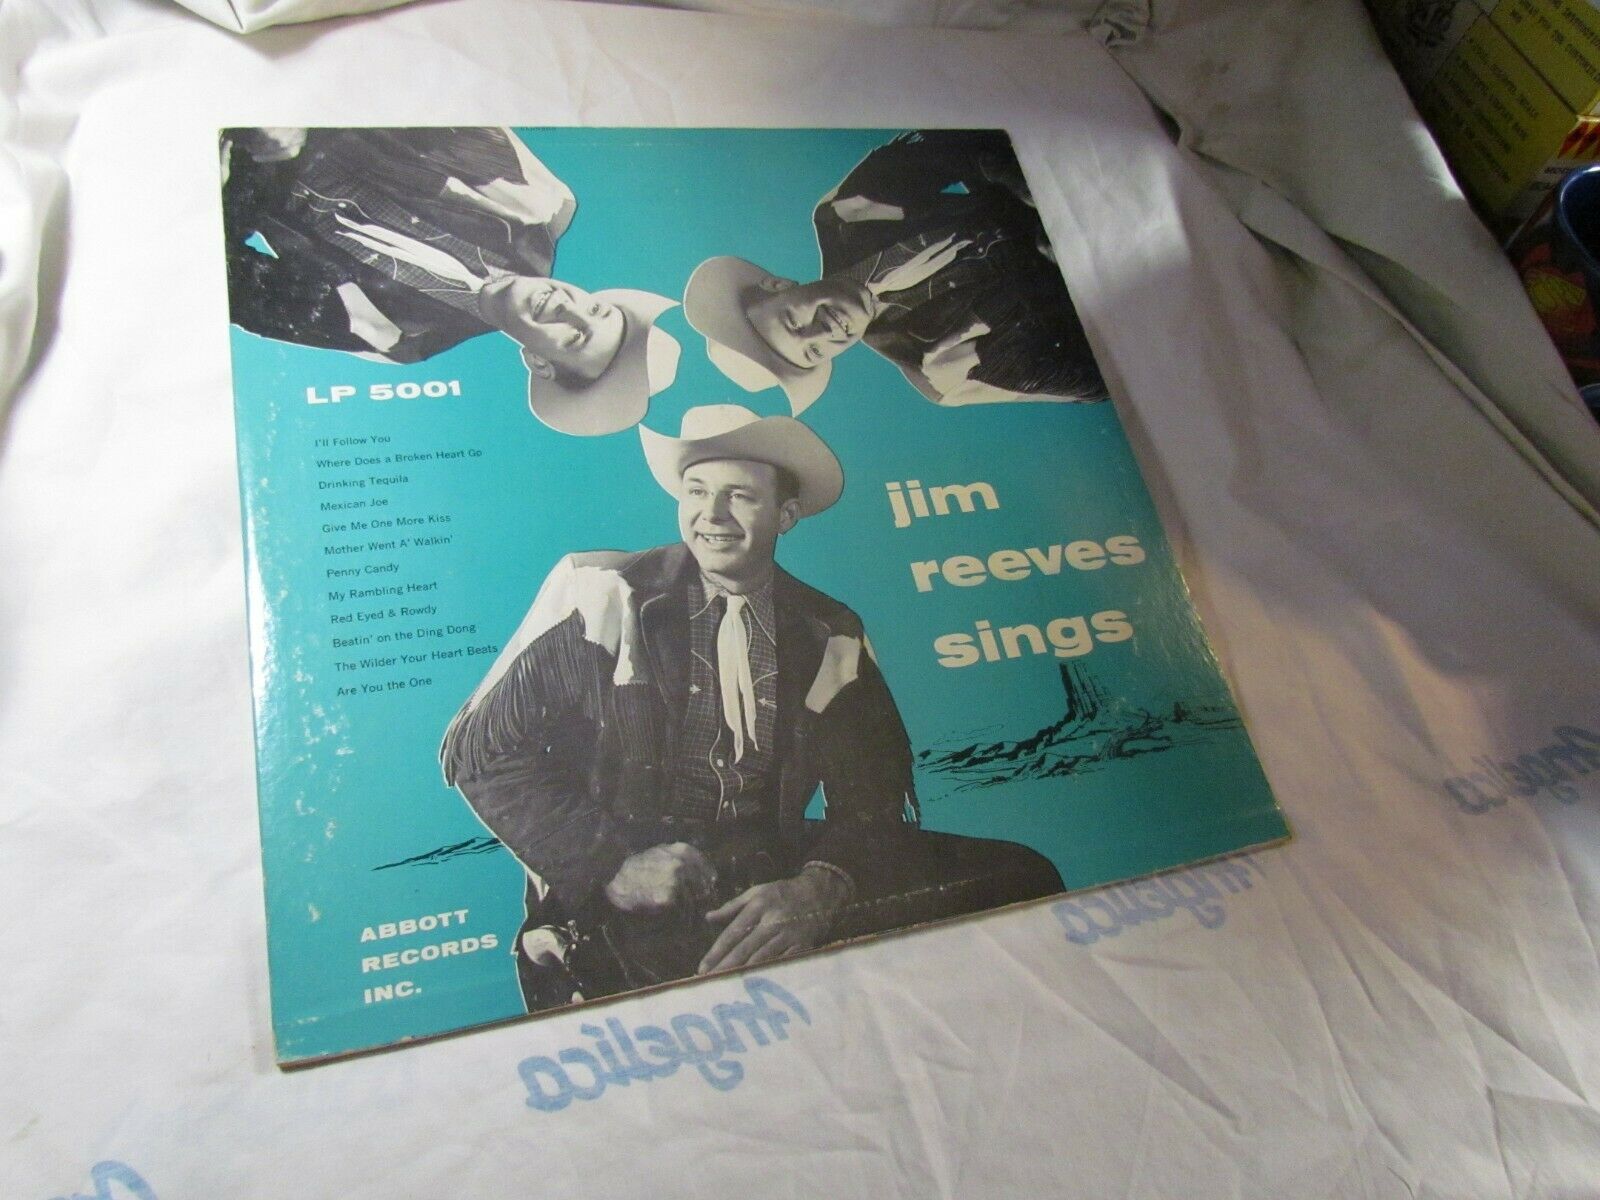 LP 5001
I'll Follow You
Where Does a Broken Heart Go
Drinking Tequila
Mexican Joe
Give Me One More Kiss
Mother Went A' Walkin'
Penny Candy
My Rambling Heart
Red Eyed & Rowdy
Beatin' on the Ding Dong
The Wilder Your Heart Beats
Are You the One
jim
reeves
sings
ABBOTT
RECORDS
INC.
Angelica
Angelica
Angelica